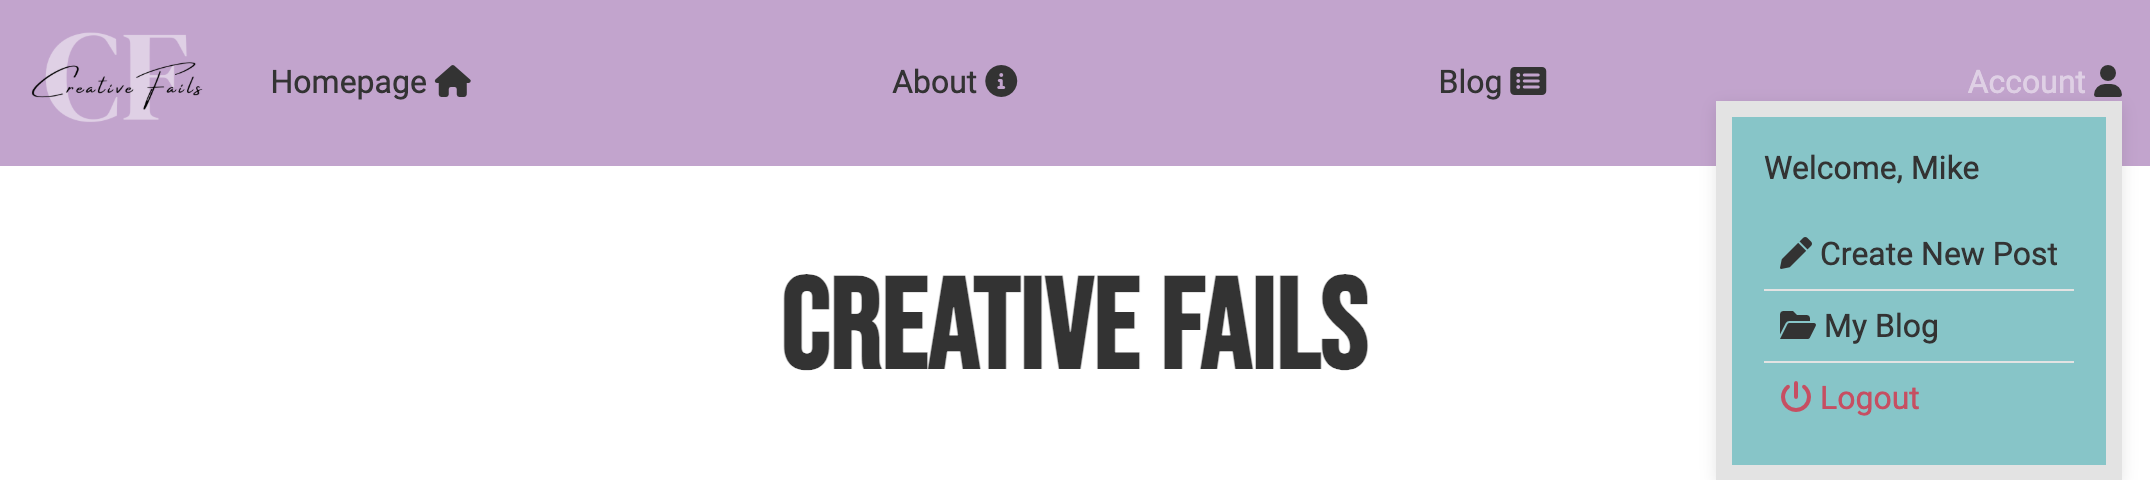 CF
Creative Fails
Homepage
About
Blog
Account
Welcome, Mike
Create New Post
My Blog
Logout
CREATIVE FAILS